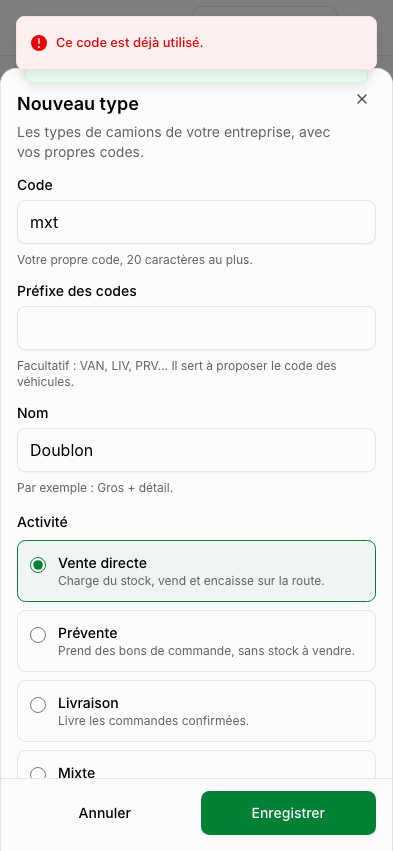 Ce code est déjà utilisé.
Nouveau type
Les types de camions de votre entreprise, avec
vos propres codes.
Code
mxt
Votre propre code, 20 caractères au plus.
Préfixe des codes
Facultatif : VAN, LIV, PRV... Il sert à proposer le code des
véhicules.
Nom
Doublon
Par exemple : Gros + détail.
Activité
Vente directe
Charge du stock, vend et encaisse sur la route.
Prévente
Prend des bons de commande, sans stock à vendre.
Livraison
Livre les commandes confirmées.
Mixte
Annuler
Enregistrer